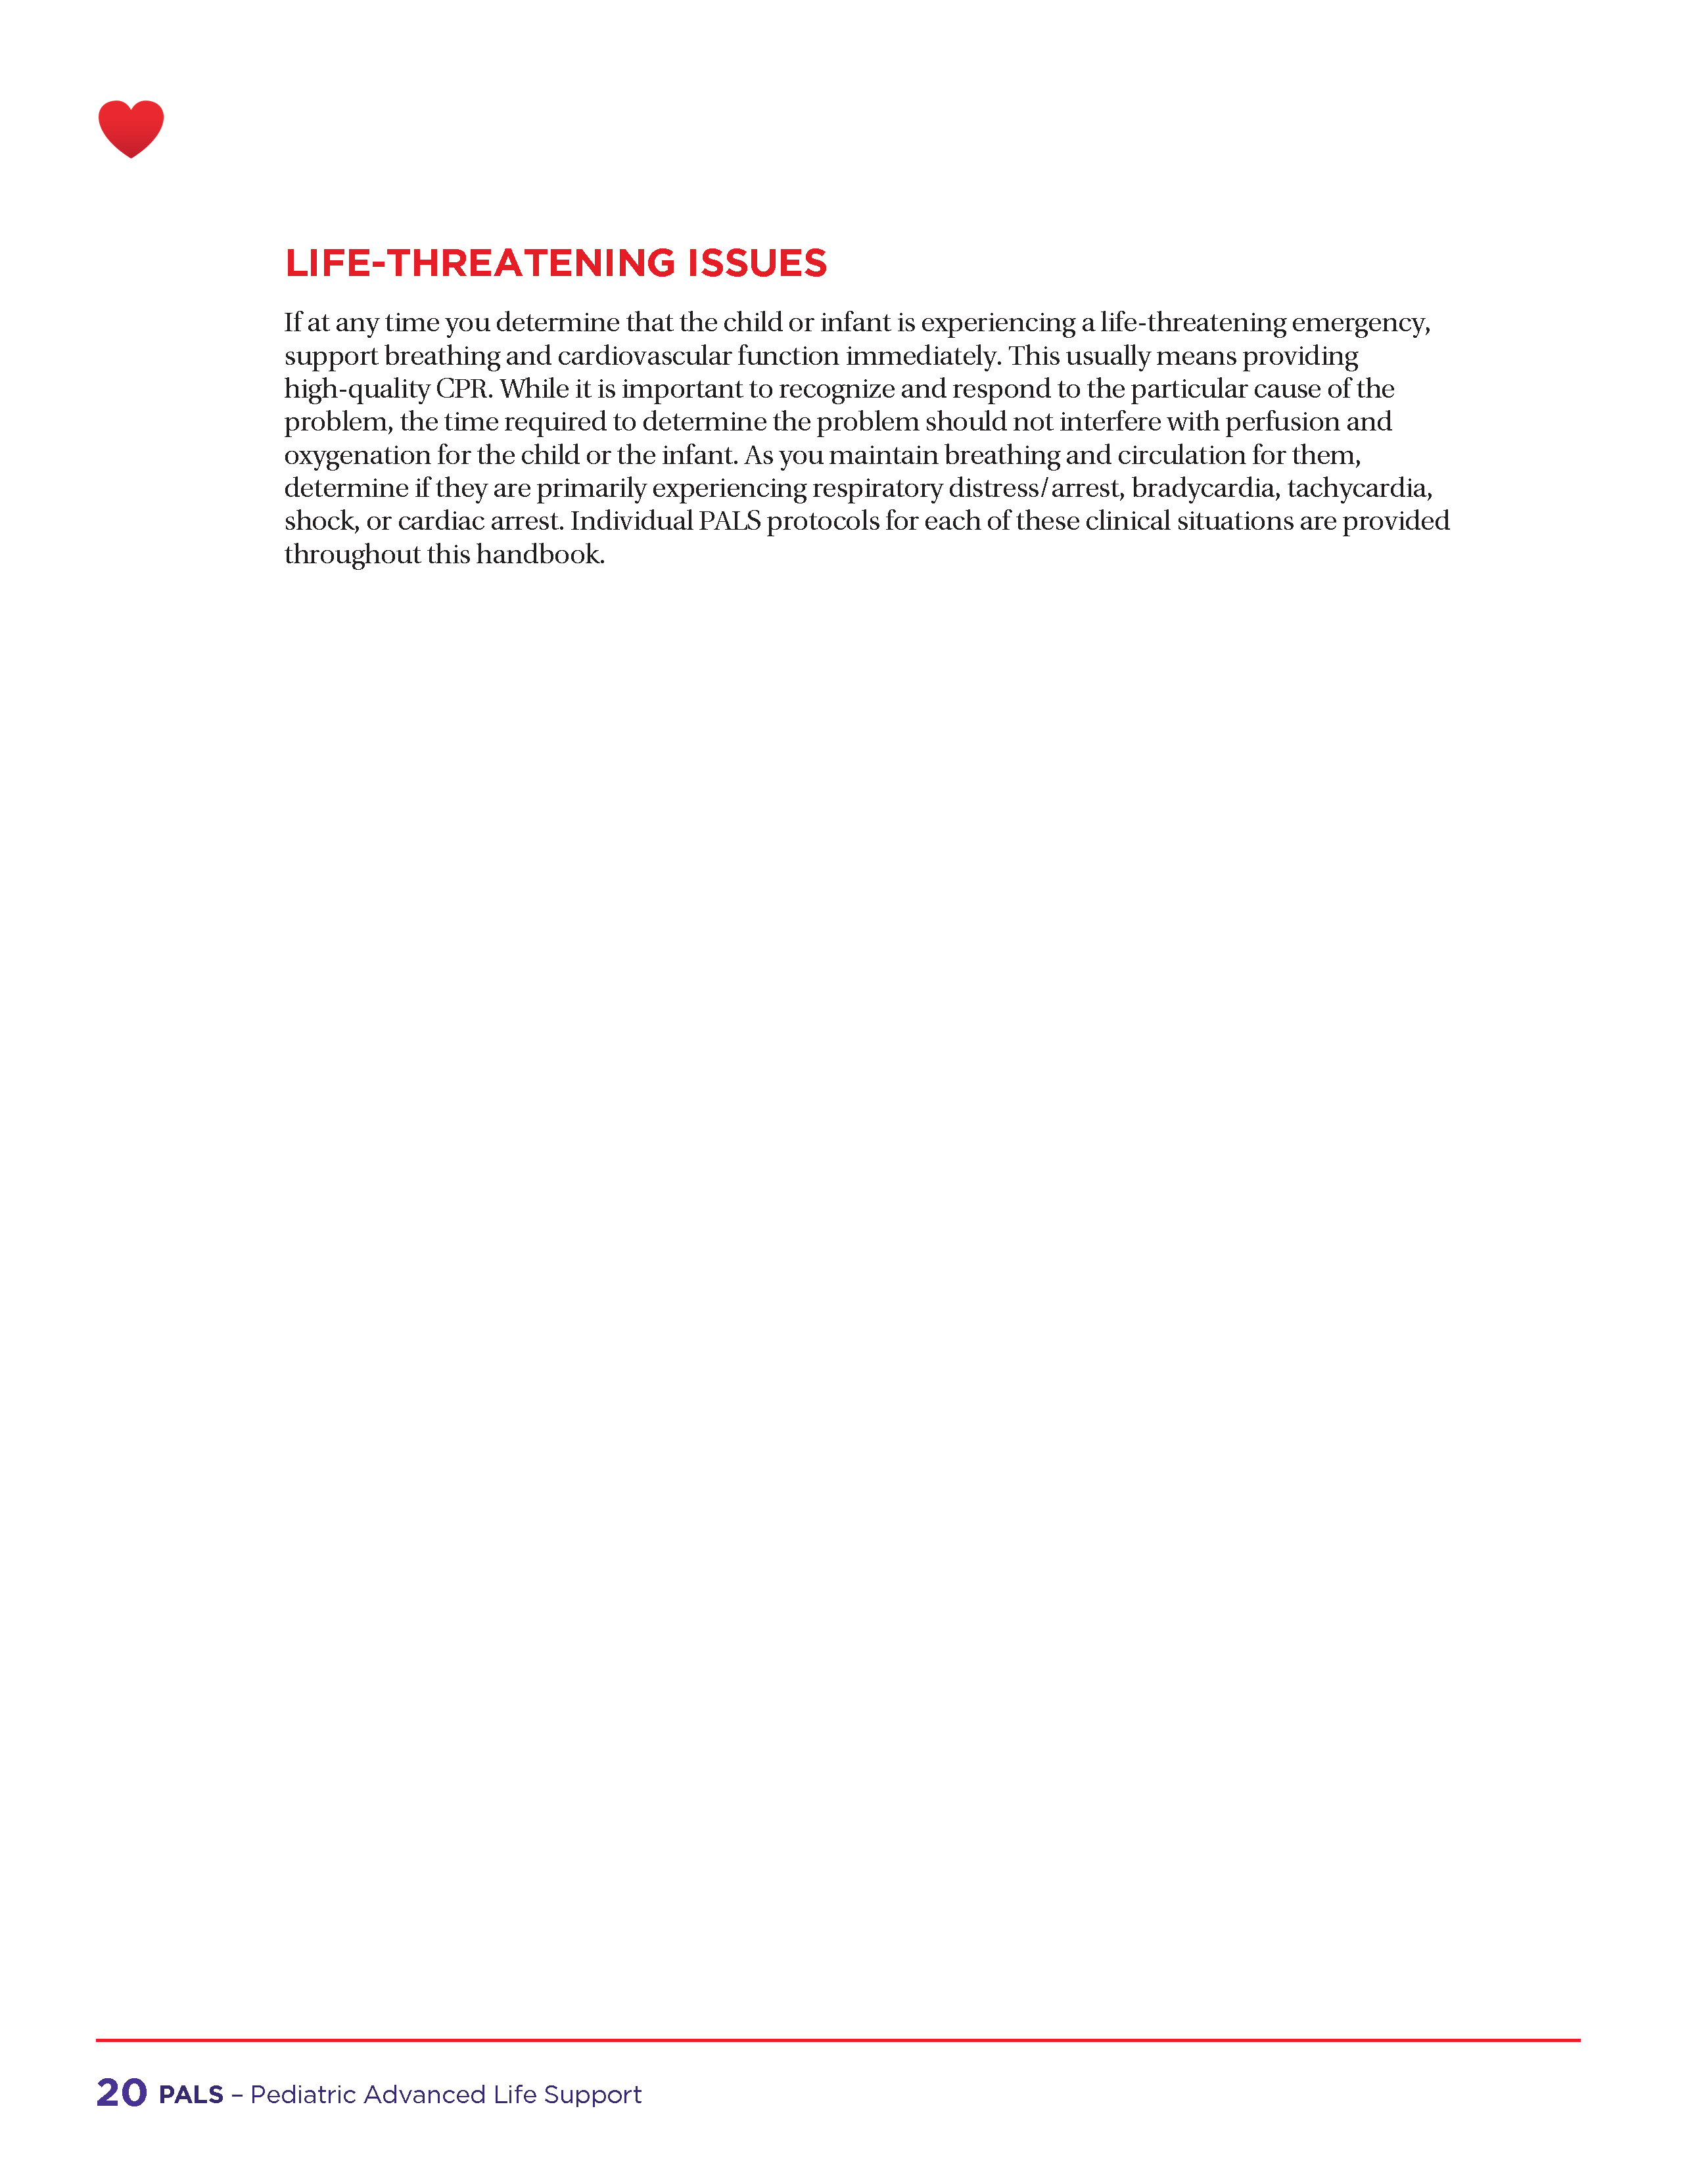 LIFE-THREATENING ISSUES
If at any time you determine that the child or infant is experiencing a life-threatening emergency,
support breathing and cardiovascular function immediately. This usually means providing
high-quality CPR. While it is important to recognize and respond to the particular cause of the
problem, the time required to determine the problem should not interfere with perfusion and
oxygenation for the child or the infant. As you maintain breathing and circulation for them,
determine if they are primarily experiencing respiratory distress/arrest, bradycardia, tachycardia,
shock, or cardiac arrest. Individual PALS protocols for each of these clinical situations are provided
throughout this handbook.
20 PALS – Pediatric Advanced Life Support